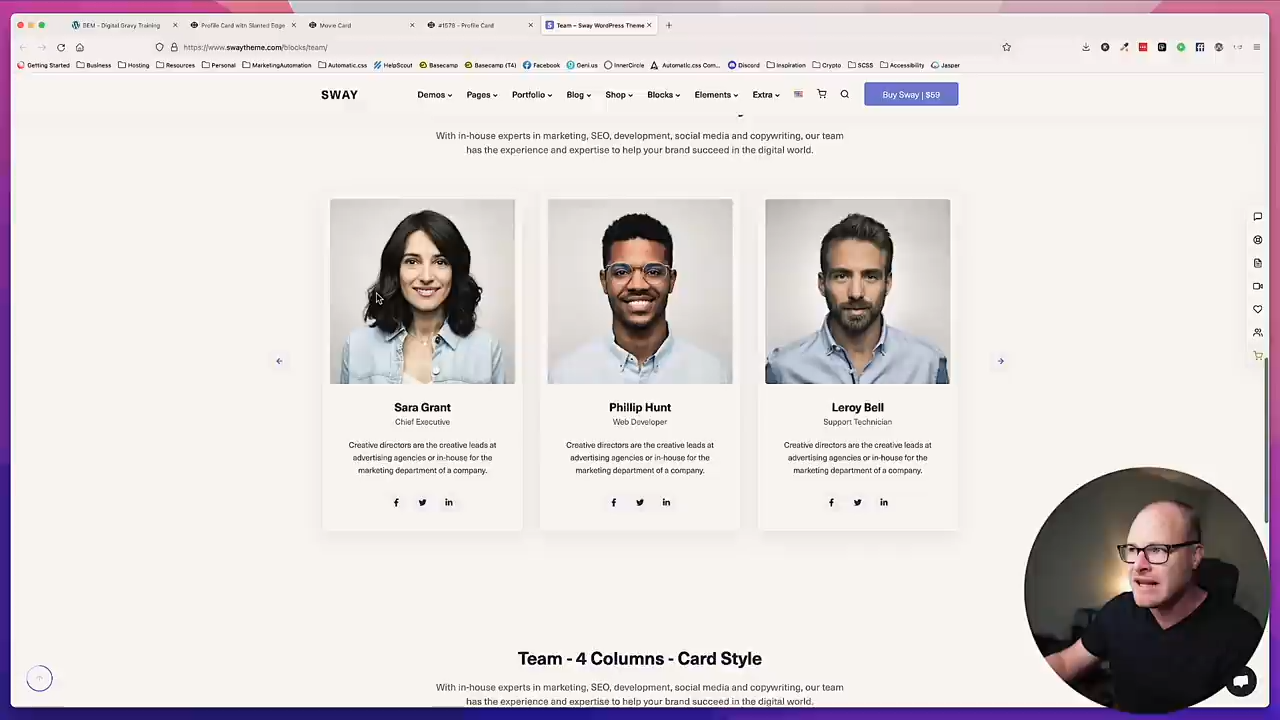 BEM - Digital Gravy Training
Profile Card with Slanted Edge
Movie Card
#1578 - Profile Card
Team – Sway WordPress Theme
https://www.swaytheme.com/blocks/team/
Getting Started
Business
Hosting
Resources
Personal
MarketingAutomation
Automatic.css
HelpScout
Basecamp
Basecamp (T4)
Facebook
Geni.us
InnerCircle
Automatic.css Com...
Discord
Inspiration
Crypto
SCSS
Accessibility
Jasper
SWAY
Demos
Pages
Portfolio
Blog
Shop
Blocks
Elements
Extra
Buy Sway | $59
With in-house experts in marketing, SEO, development, social media and copywriting, our team
has the experience and expertise to help your brand succeed in the digital world.
Sara Grant
Chief Executive
Creative directors are the creative leads at
advertising agencies or in-house for the
marketing department of a company.
Phillip Hunt
Web Developer
Creative directors are the creative leads at
advertising agencies or in-house for the
marketing department of a company.
Leroy Bell
Support Technician
Creative directors are the creative leads at
advertising agencies or in-house for the
marketing department of a company.
Team - 4 Columns - Card Style
With in-house experts in marketing, SEO, development, social media and copywriting, our team
has the experience and expertise to help your brand succeed in the digital world.